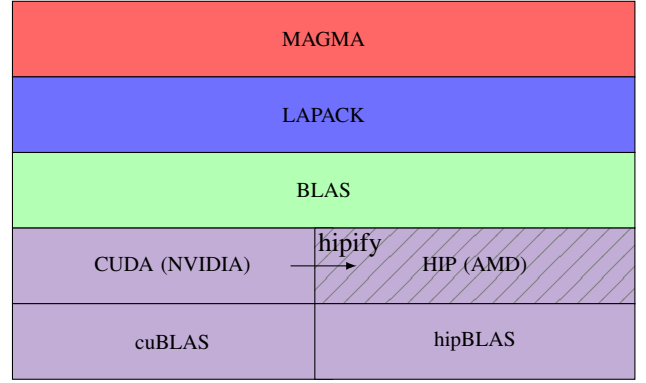 MAGMA
LAPACK
BLAS
hipify
CUDA (NVIDIA) HIP (AMD)
cuBLAS hipBLAS